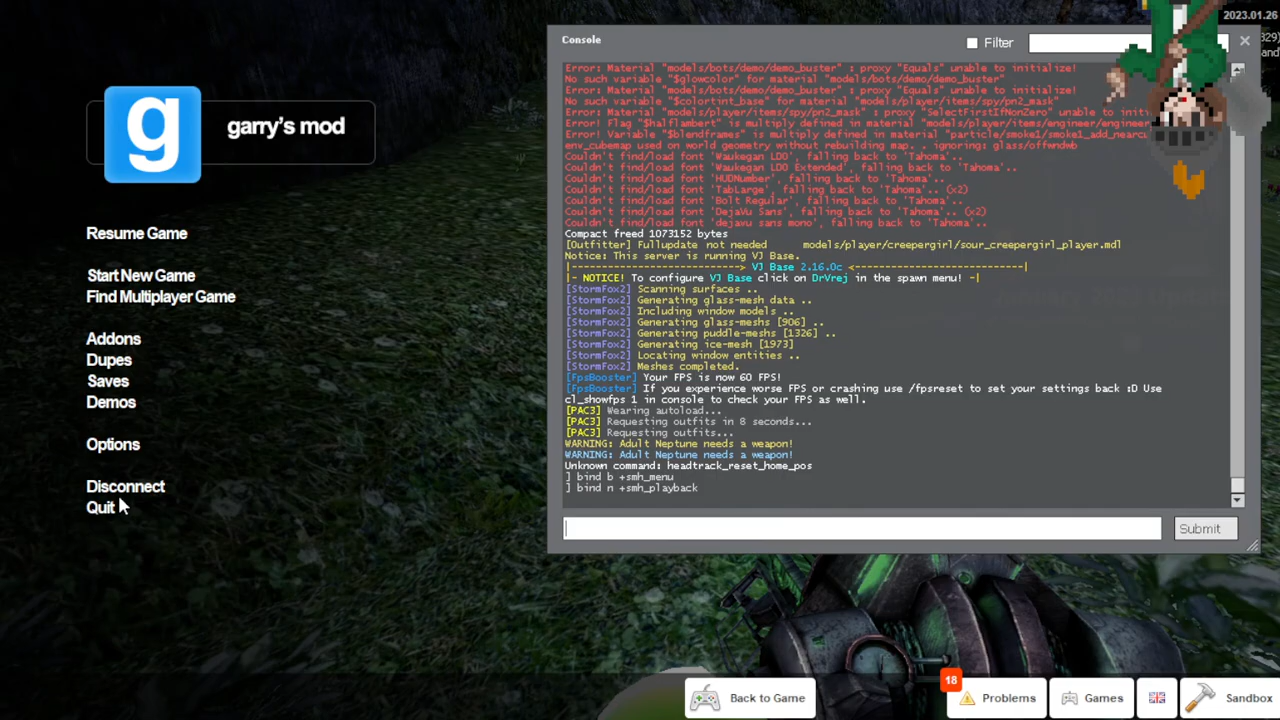 g
garry's mod
Resume Game
Start New Game
Find Multiplayer Game
Addons
Dupes
Saves
Demos
Options
Disconnect
Quit
2023.01.26
Console
Filter
Error: Material "models/bots/demo/demo_buster" : proxy "Equals" unable to initialize!
No such variable "$glowcolor" for material "models/bots/demo/demo_buster"
Error: Material "models/bots/demo/demo_buster" : proxy "Equals" unable to initialize!
No such variable "$colortint_base" for material "models/player/items/spy/pn2_mask"
Error: Material "models/player/items/spy/pn2_mask" : proxy "SelectFirstIfNonZero" unable to
Error! Flag "$halflambert" is multiply defined in material "models/player/items/engineer/
Error! Variable "$blendframes" is multiply defined in material
env_cubemap used on world geometry without rebuilding map. . ignoring: glass/offwndwb
Couldn't find/load font 'Waukegan LDO', falling back to 'Tahoma'..
Couldn't find/load font 'Waukegan LDO Extended', falling back to 'Tahoma'..
Couldn't find/load font 'HUDNumber', falling back to 'Tahoma'..
Couldn't find/load font 'TabLarge', falling back to 'Tahoma'.. (x2)
Couldn't find/load font 'Bolt Regular', falling back to 'Tahoma'..
Couldn't find/load font 'DejaVu Sans', falling back to 'Tahoma'.. (x2)
Couldn't find/load font 'dejavu sans mono', falling back to 'Tahoma'..
Compact freed 1073152 bytes
[Outfitter] Fullupdate not needed models/player/creepergirl/sour_creepergirl_player.mdl
Notice: This server is running VJ Base.
|-------------------------> VJ Base 2.16.0c <-------------------------|
|- NOTICE! To configure VJ Base click on DrVrej in the spawn menu! -|
[StormFox2] Scanning surfaces ..
[StormFox2] Generating glass-mesh data ..
[StormFox2] Including window models ..
[StormFox2] Generating glass-meshs [906] ..
[StormFox2] Generating puddle-meshs [1326] ..
[StormFox2] Generating ice-mesh [1973]
[StormFox2] Locating window entities ..
[StormFox2] Meshes completed.
[FpsBooster] Your FPS is now 60 FPS!
[FpsBooster] If you experience worse FPS or crashing use /fpsreset to set your settings back :D Use
cl_showfps 1 in console to check your FPS as well.
[PAC3] Wearing autoload...
[PAC3] Requesting outfits in 8 seconds...
[PAC3] Requesting outfits...
WARNING: Adult Neptune needs a weapon!
WARNING: Adult Neptune needs a weapon!
Unknown command: headtrack_reset_home_pos
] bind b +smh_menu
] bind n +smh_playback
Submit
Back to Game
18
Problems
Games
Sandbox